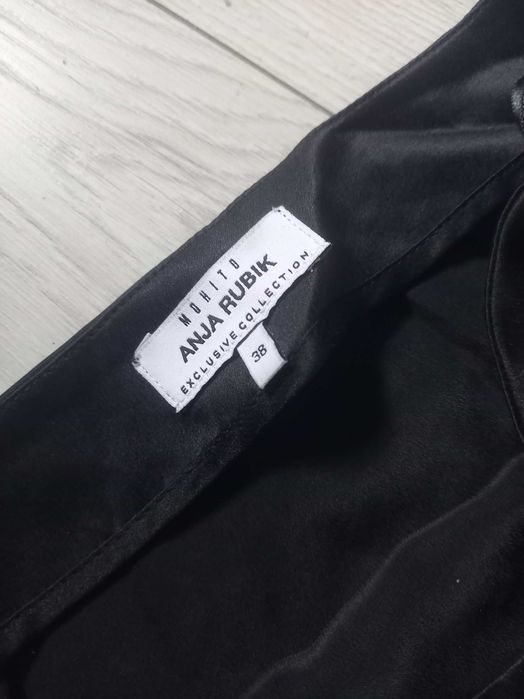 MOHITO
ANJA RUBIK
EXCLUSIVE COLLECTION
38